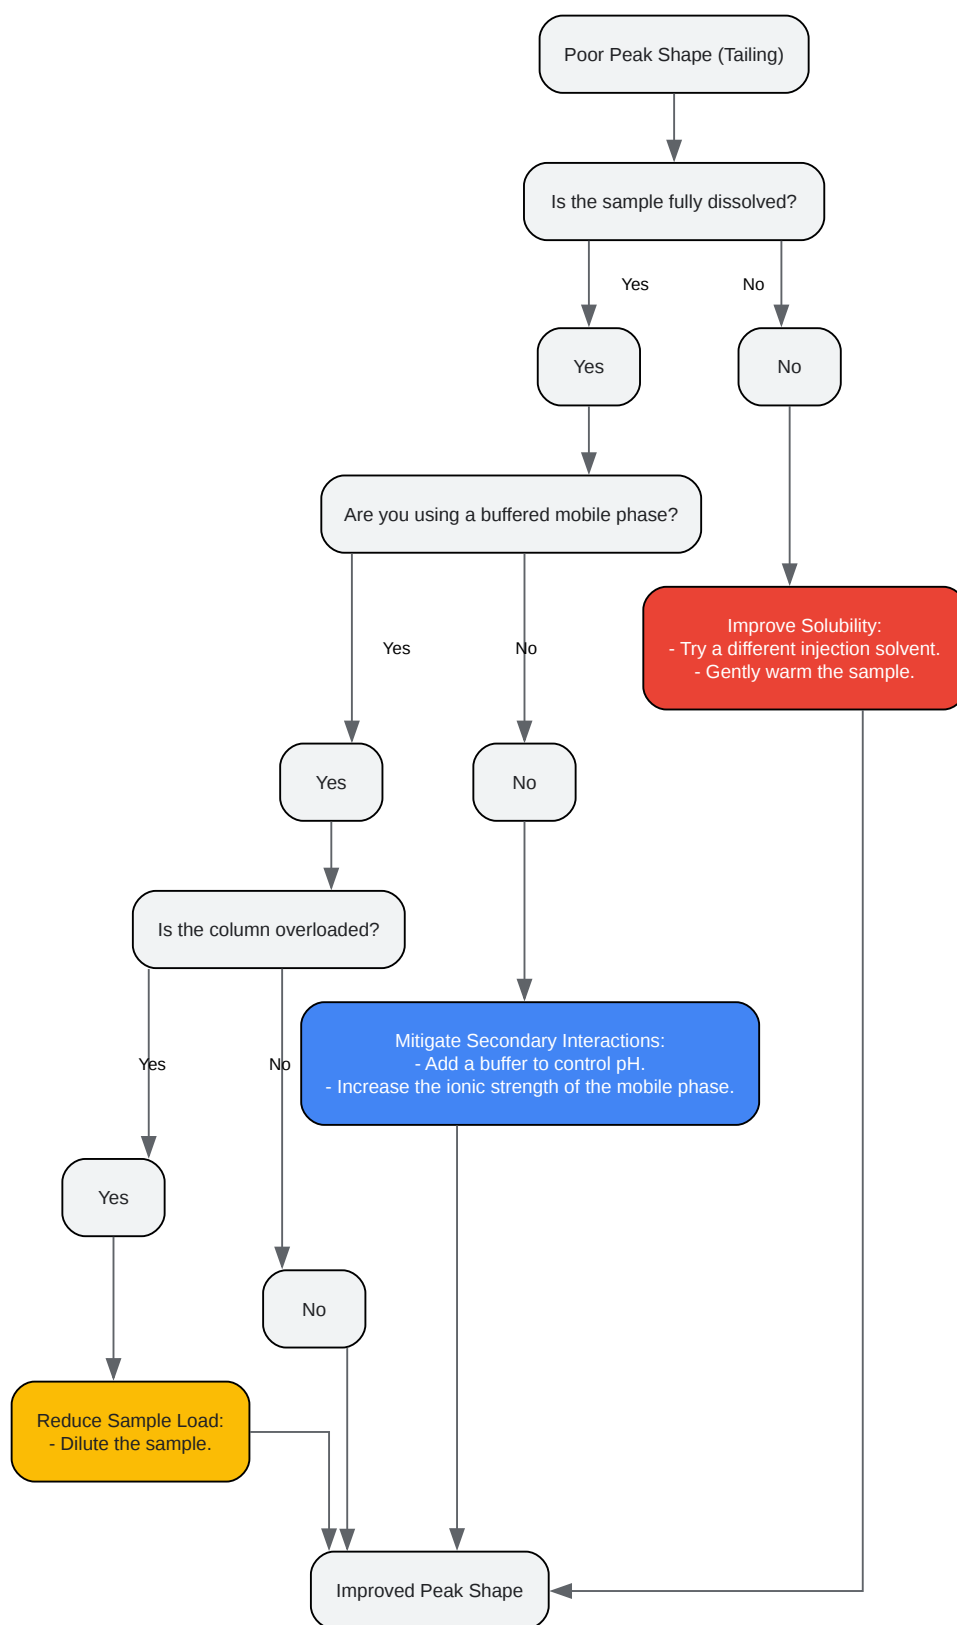 Poor Peak Shape (Tailing)
Is the sample fully dissolved?
Yes
No
Yes
No
Are you using a buffered mobile phase?
Improve Solubility:
- Try a different injection solvent.
- Gently warm the sample.
Yes
No
Yes
No
Is the column overloaded?
Mitigate Secondary Interactions:
- Add a buffer to control pH.
- Increase the ionic strength of the mobile phase.
Yes
No
Yes
No
Reduce Sample Load:
- Dilute the sample.
Improved Peak Shape